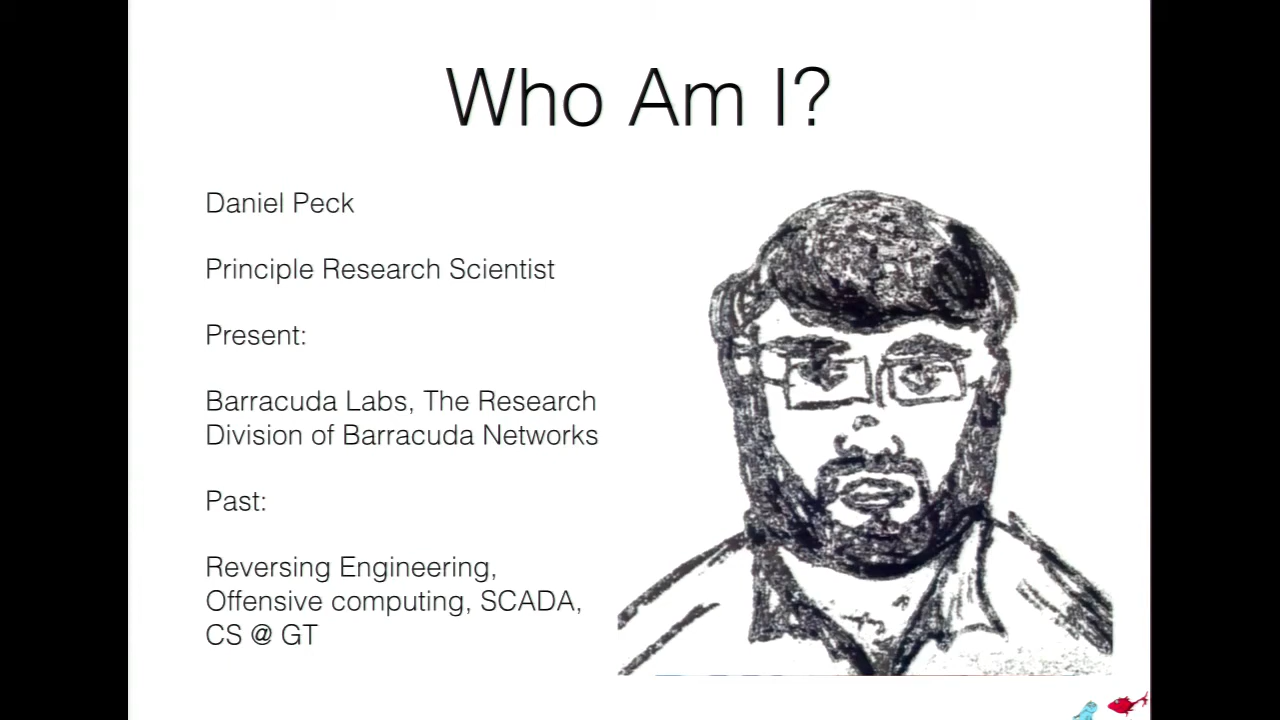 Who Am I?
Daniel Peck
Principle Research Scientist
Present:
Barracuda Labs, The Research
Division of Barracuda Networks
Past:
Reversing Engineering,
Offensive computing, SCADA,
CS @ GT